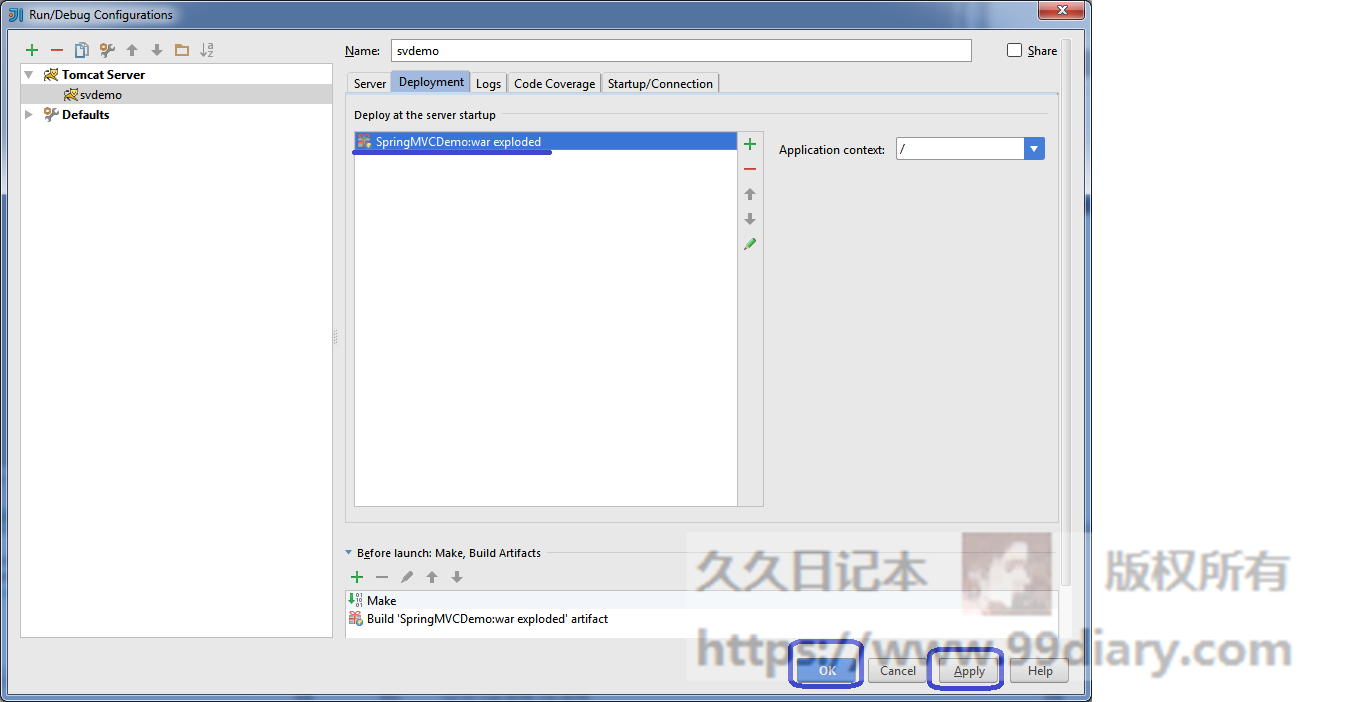 Run/Debug Configurations
Name: svdemo
Share
Tomcat Server
svdemo
Defaults
Server Deployment Logs Code Coverage Startup/Connection
Deploy at the server startup
SpringMVCDemo:war exploded
Application context: /
Before launch: Make, Build Artifacts
Make
Build 'SpringMVCDemo:war exploded' artifact
久久日记本 版权所有
https://www.99diary.com
OK Cancel Apply Help